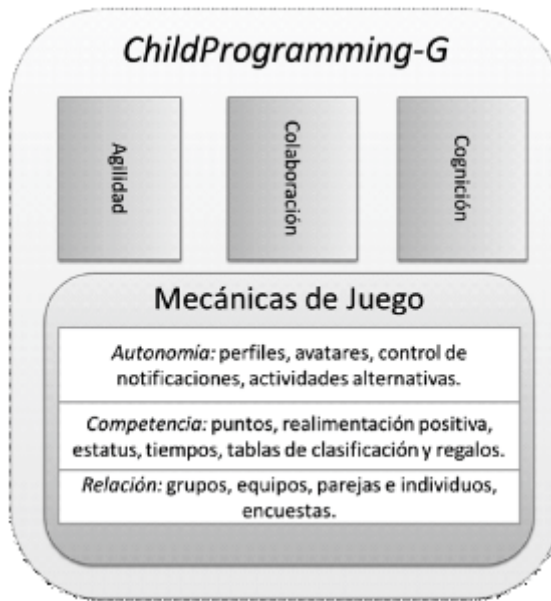 ChildProgramming-G
Agilidad
Colaboración
Cognición
Mecánicas de Juego
Autonomía: perfiles, avatares, control de
notificaciones, actividades alternativas.
Competencia: puntos, realimentación positiva,
estatus, tiempos, tablas de clasificación y regalos.
Relación: grupos, equipos, parejas e individuos,
encuestas.